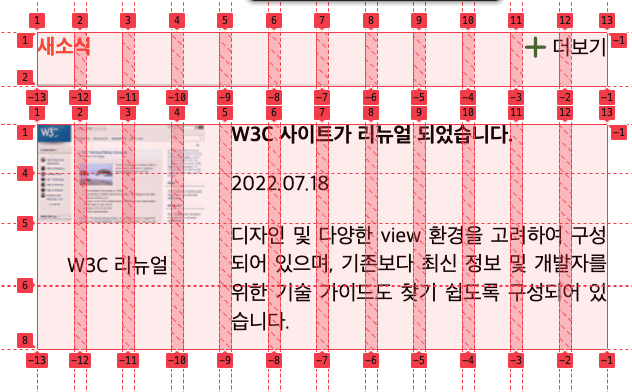 1 2 3 4 5 6 7 8 9 10 11 12 13
1 새소식 더보기 -1
2
-13 -12 -11 -10 -9 -8 -7 -6 -5 -4 -3 -2 -1
1 2 3 4 5 6 7 8 9 10 11 12 13
1 W3C W3C 사이트가 리뉴얼 되었습니다. -1
4 2022.07.18
5 디자인 및 다양한 view 환경을 고려하여 구성
W3C 리뉴얼 되어 있으며, 기존보다 최신 정보 및 개발자를
6 위한 기술 가이드도 찾기 쉽도록 구성되어 있
습니다.
8
-13 -12 -11 -10 -9 -8 -7 -6 -5 -4 -3 -2 -1